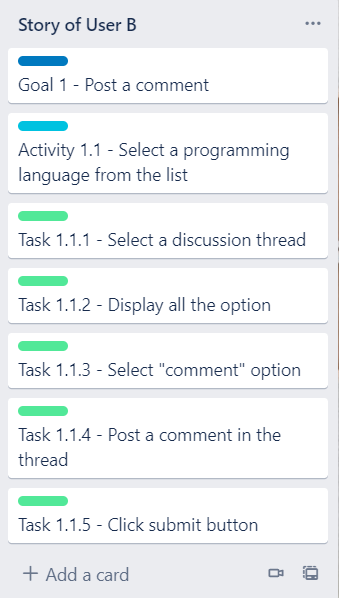 Story of User B
Goal 1 - Post a comment
Activity 1.1 - Select a programming
language from the list
Task 1.1.1 - Select a discussion thread
Task 1.1.2 - Display all the option
Task 1.1.3 - Select "comment" option
Task 1.1.4 - Post a comment in the
thread
Task 1.1.5 - Click submit button
Add a card